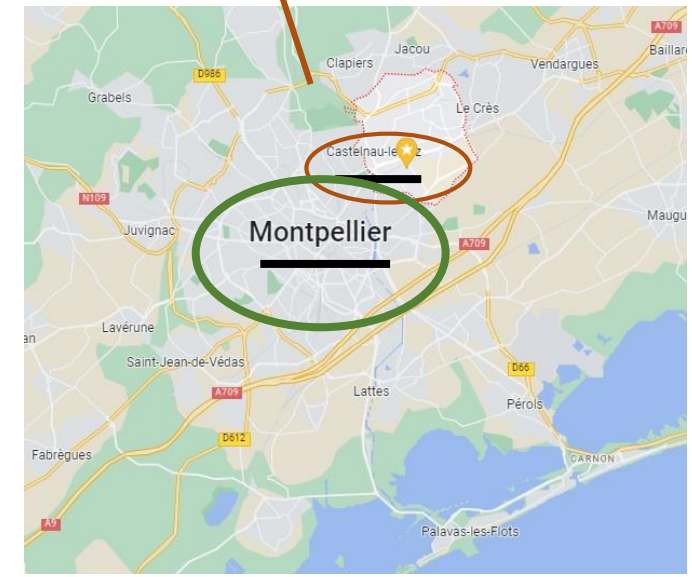 A709
Jacou
Baillar
Clapiers
Vendargues
D986
Grabels
Le Crès
Castelnau-le z
N109
Maugu
Juvignac
Montpellier
A709
Lavérune
an
Saint-Jean-de-Védas
D66
A709
Lattes
Pérols
D612
Fabrègues
CARNON
A9
Palavas-les-Flots